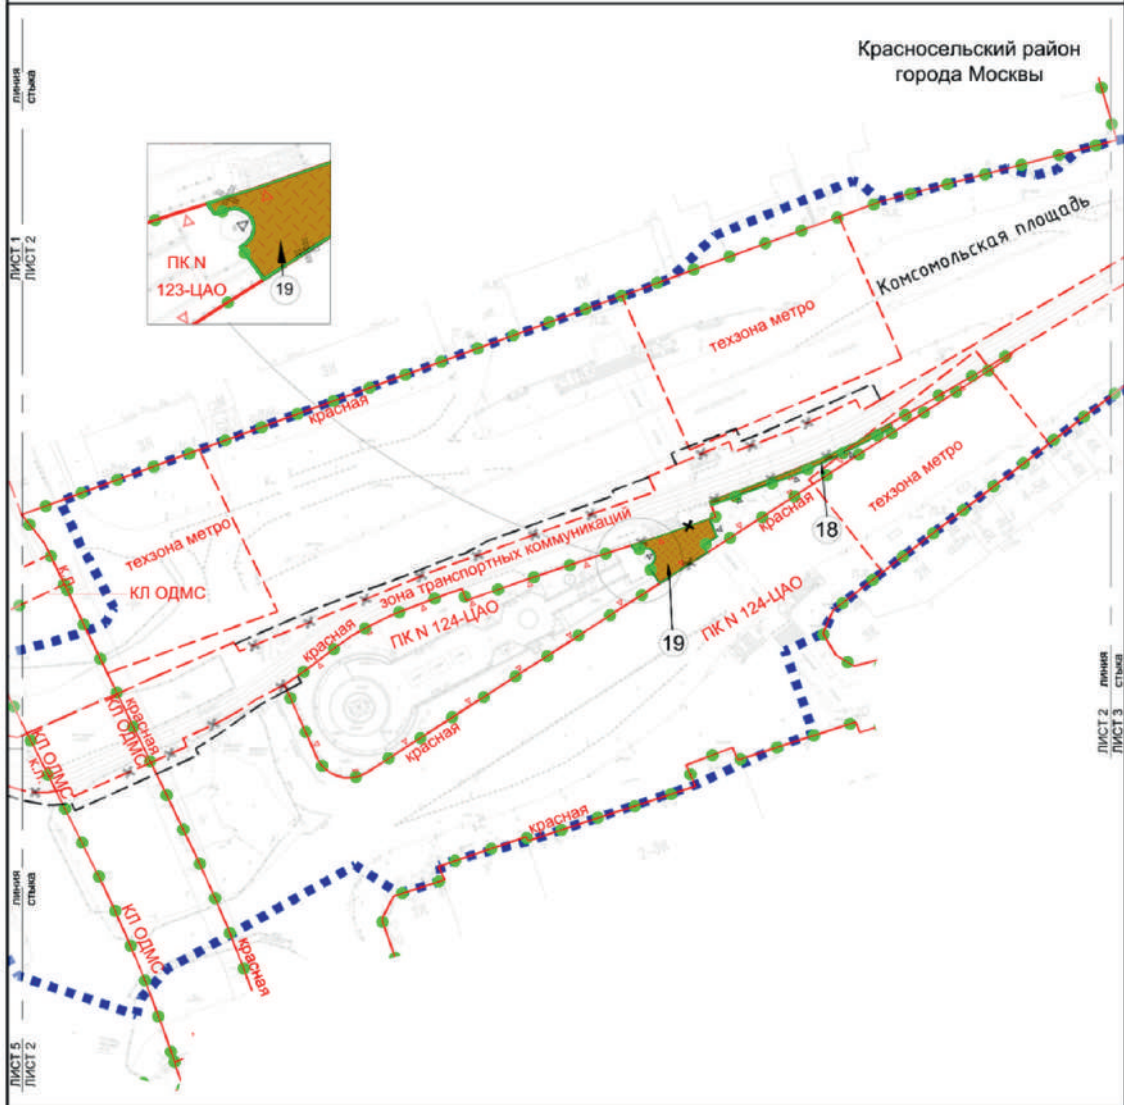 Красносельский район
города Москвы
линия
стыка
ЛИСТ 1
ЛИСТ 2
ПК N
123-ЦАО
19
Комсомольская площадь
техзона метро
красная
техзона метро
техзона метро
красная
18
зона транспортных коммуникаций
к.л.
КЛ ОДМС
красная
ПК N 124-ЦАО
19
ПК N 124-ЦАО
линия
стыка
ЛИСТ 2
ЛИСТ 3
красная
КЛ ОДМС
КЛ ОДМС
к.л.
красная
красная
линия
стыка
КЛ ОДМС
красная
ЛИСТ 5
ЛИСТ 2